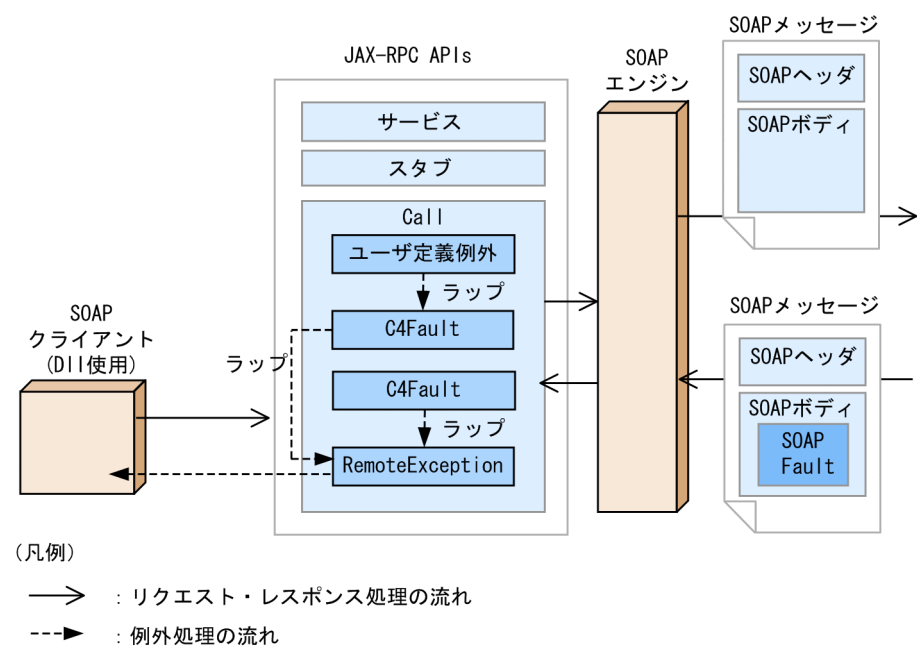 SOAPメッセージ
JAX-RPC APIs
SOAP
エンジン
SOAPヘッダ
SOAPボディ
サービス
スタブ
Call
ユーザ定義例外
ラップ
C4Fault
ラップ
C4Fault
ラップ
RemoteException
SOAP
クライアント
(DII使用)
SOAPメッセージ
SOAPヘッダ
SOAPボディ
SOAP
Fault
(凡例)
：リクエスト・レスポンス処理の流れ
：例外処理の流れ